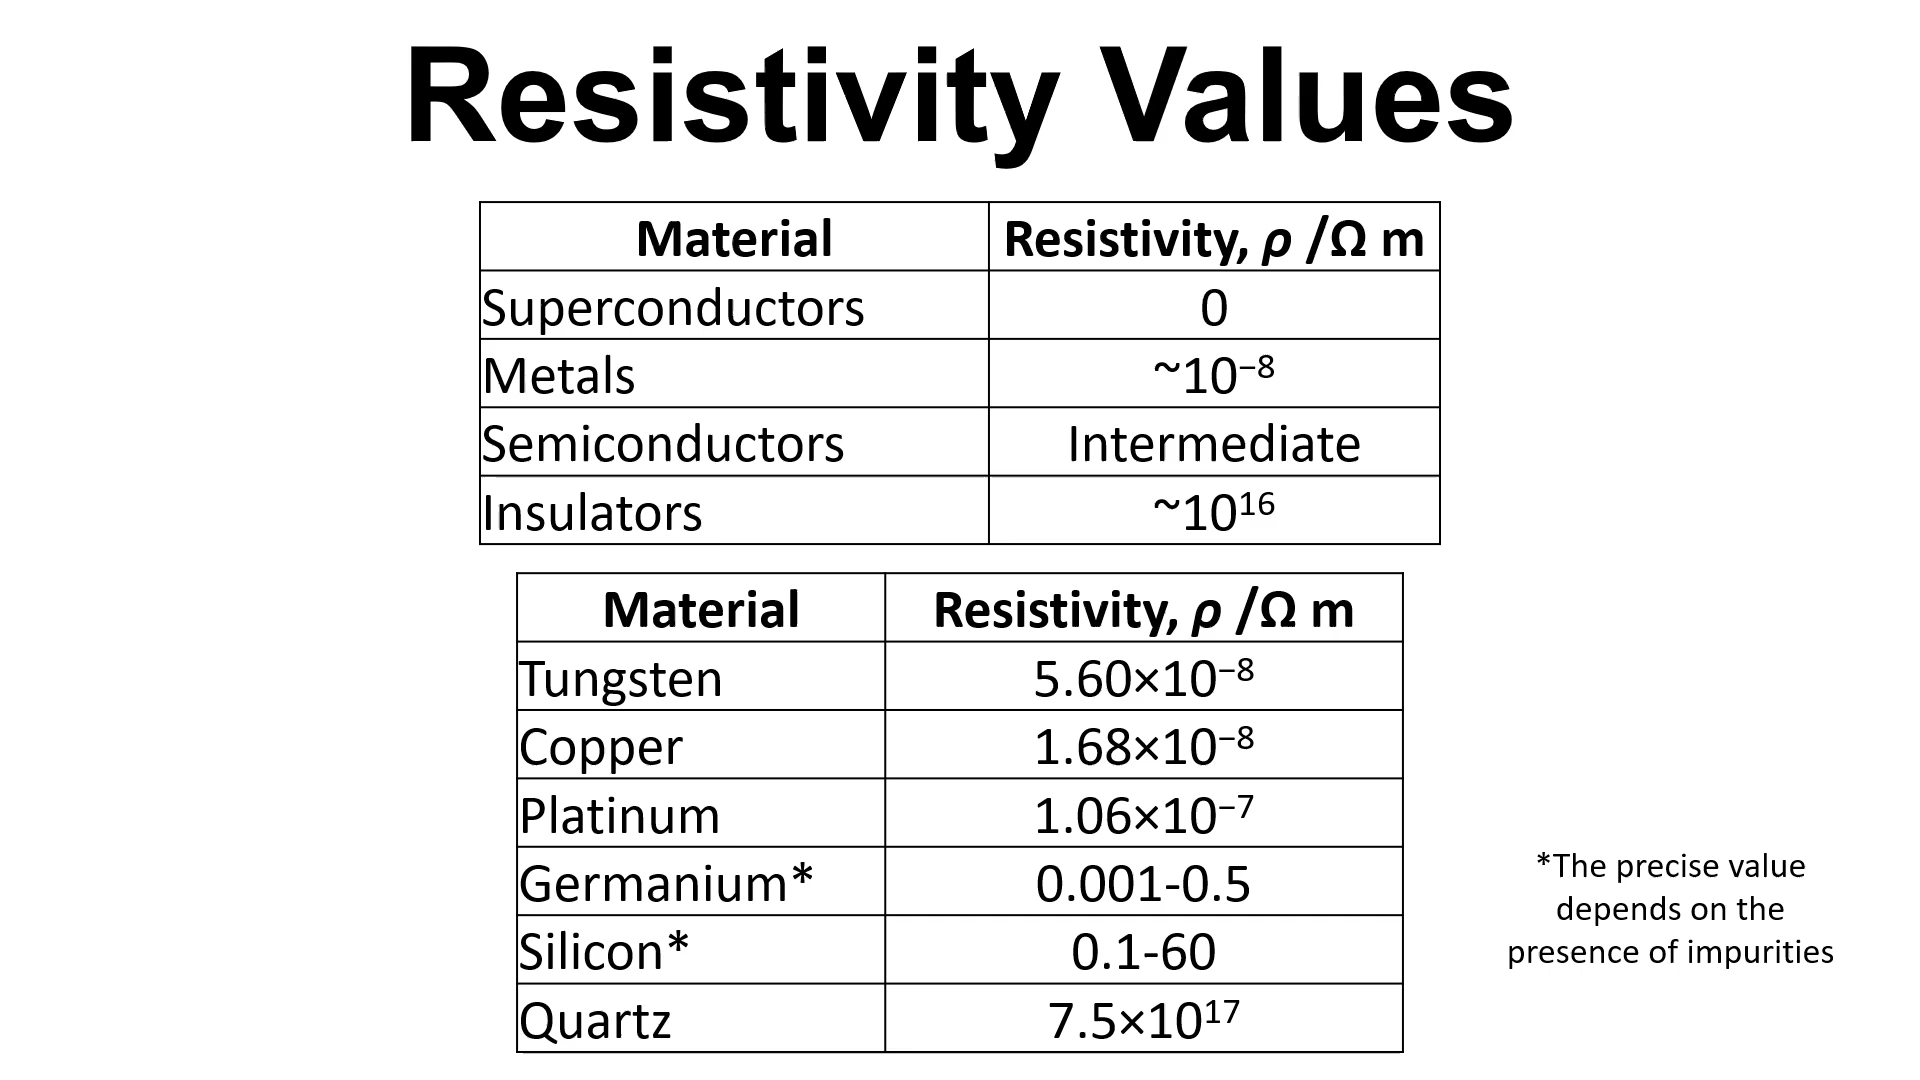 Resistivity Values
Material Resistivity, ρ /Ω m
Superconductors 0
Metals ~10⁻⁸
Semiconductors Intermediate
Insulators ~10¹⁶
Material Resistivity, ρ /Ω m
Tungsten 5.60×10⁻⁸
Copper 1.68×10⁻⁸
Platinum 1.06×10⁻⁷
Germanium* 0.001-0.5
Silicon* 0.1-60
Quartz 7.5×10¹⁷
*The precise value
depends on the
presence of impurities